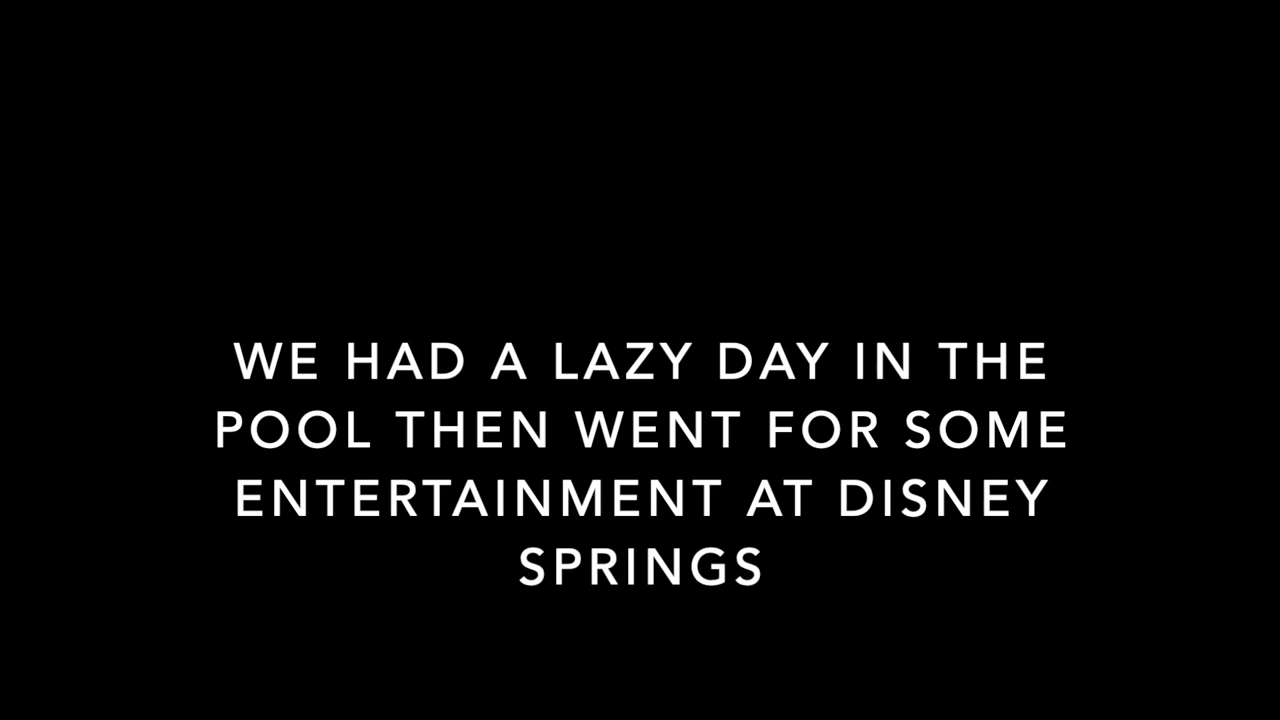 WE HAD A LAZY DAY IN THE
POOL THEN WENT FOR SOME
ENTERTAINMENT AT DISNEY
SPRINGS